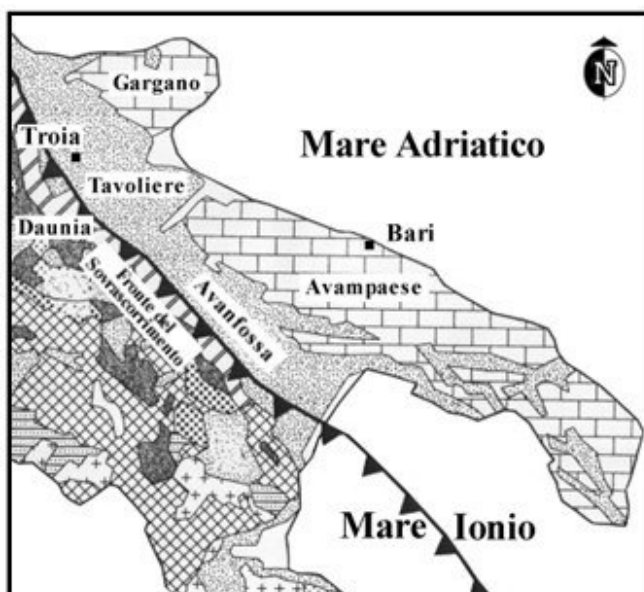 Gargano
N
Troia
Mare Adriatico
Tavoliere
Bari
Daunia
Avampaese
Fronte del
Sovrascorrimento
Avanfossa
Mare Ionio